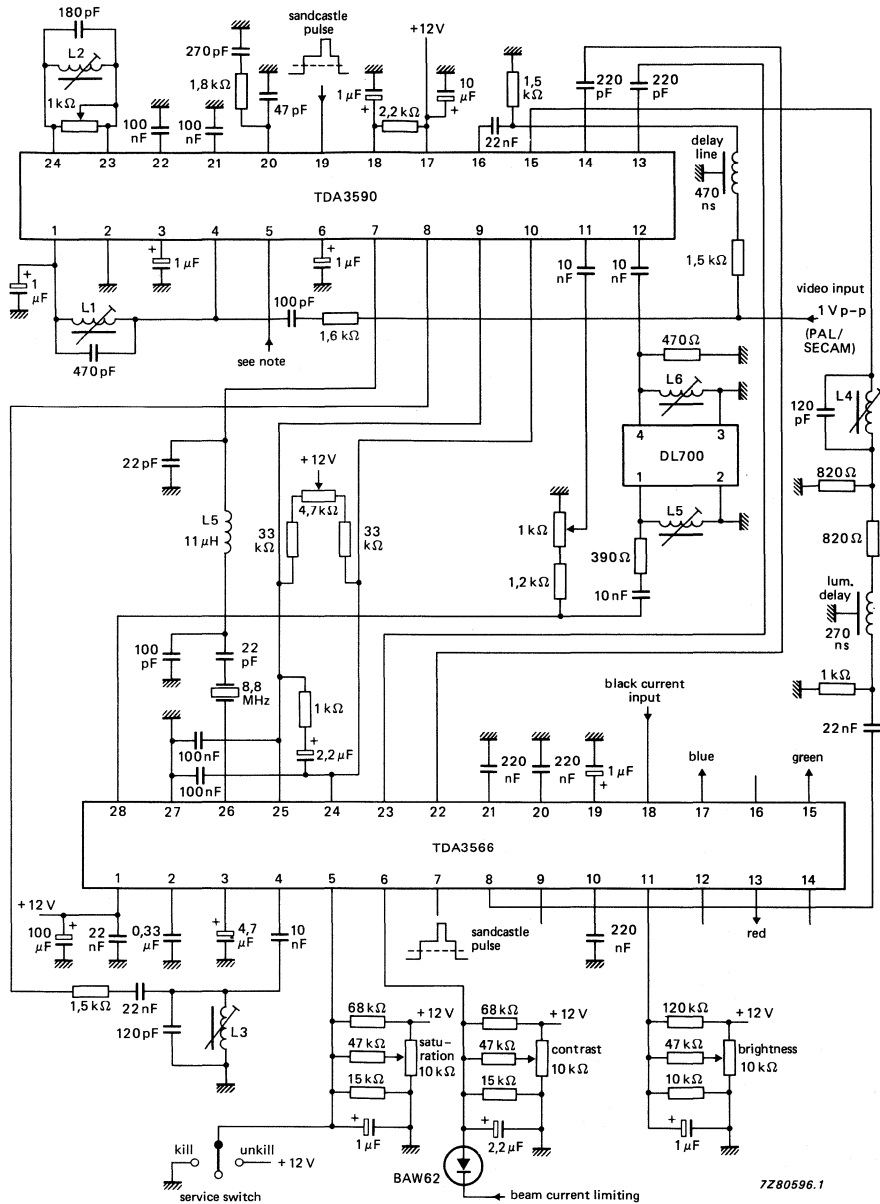 180 pF
L2
1 kΩ
100 nF
100 nF
270 pF
1,8 kΩ
47 pF
sandcastle pulse
1 μF
+
2,2 kΩ
+12 V
10 μF
+
1,5 kΩ
22 nF
220 pF
220 pF
delay line
470 ns
24 23 22 21 20 19 18 17 16 15 14 13
TDA3590
1 2 3 4 5 6 7 8 9 10 11 12
+
1 μF
L1
470 pF
+
1 μF
+
1 μF
100 pF
1,6 kΩ
see note
10 nF
10 nF
1,5 kΩ
video input
1 V p-p
(PAL/ SECAM)
470 Ω
L6
4 3
DL700
1 2
L5
390 Ω
10 nF
120 pF
L4
820 Ω
820 Ω
lum. delay
270 ns
1 kΩ
22 nF
22 pF
L5
11 μH
+12 V
4,7 kΩ
33 kΩ
33 kΩ
1 kΩ
1,2 kΩ
100 pF
22 pF
8,8 MHz
100 nF
100 nF
1 kΩ
+
2,2 μF
220 nF
220 nF
1 μF
+
black current input
blue
green
28 27 26 25 24 23 22 21 20 19 18 17 16 15
TDA3566
1 2 3 4 5 6 7 8 9 10 11 12 13 14
+12 V
100 μF
+
22 nF
0,33 μF
+
4,7 μF
10 nF
sandcastle pulse
220 nF
red
1,5 kΩ
22 nF
120 pF
L3
68 kΩ
+12 V
47 kΩ
satu- ration
10 kΩ
15 kΩ
+
1 μF
68 kΩ
+12 V
47 kΩ
contrast
10 kΩ
15 kΩ
+
2,2 μF
120 kΩ
+12 V
47 kΩ
brightness
10 kΩ
10 kΩ
+
1 μF
kill
unkill
+12 V
service switch
BAW62
beam current limiting
7Z80596.1